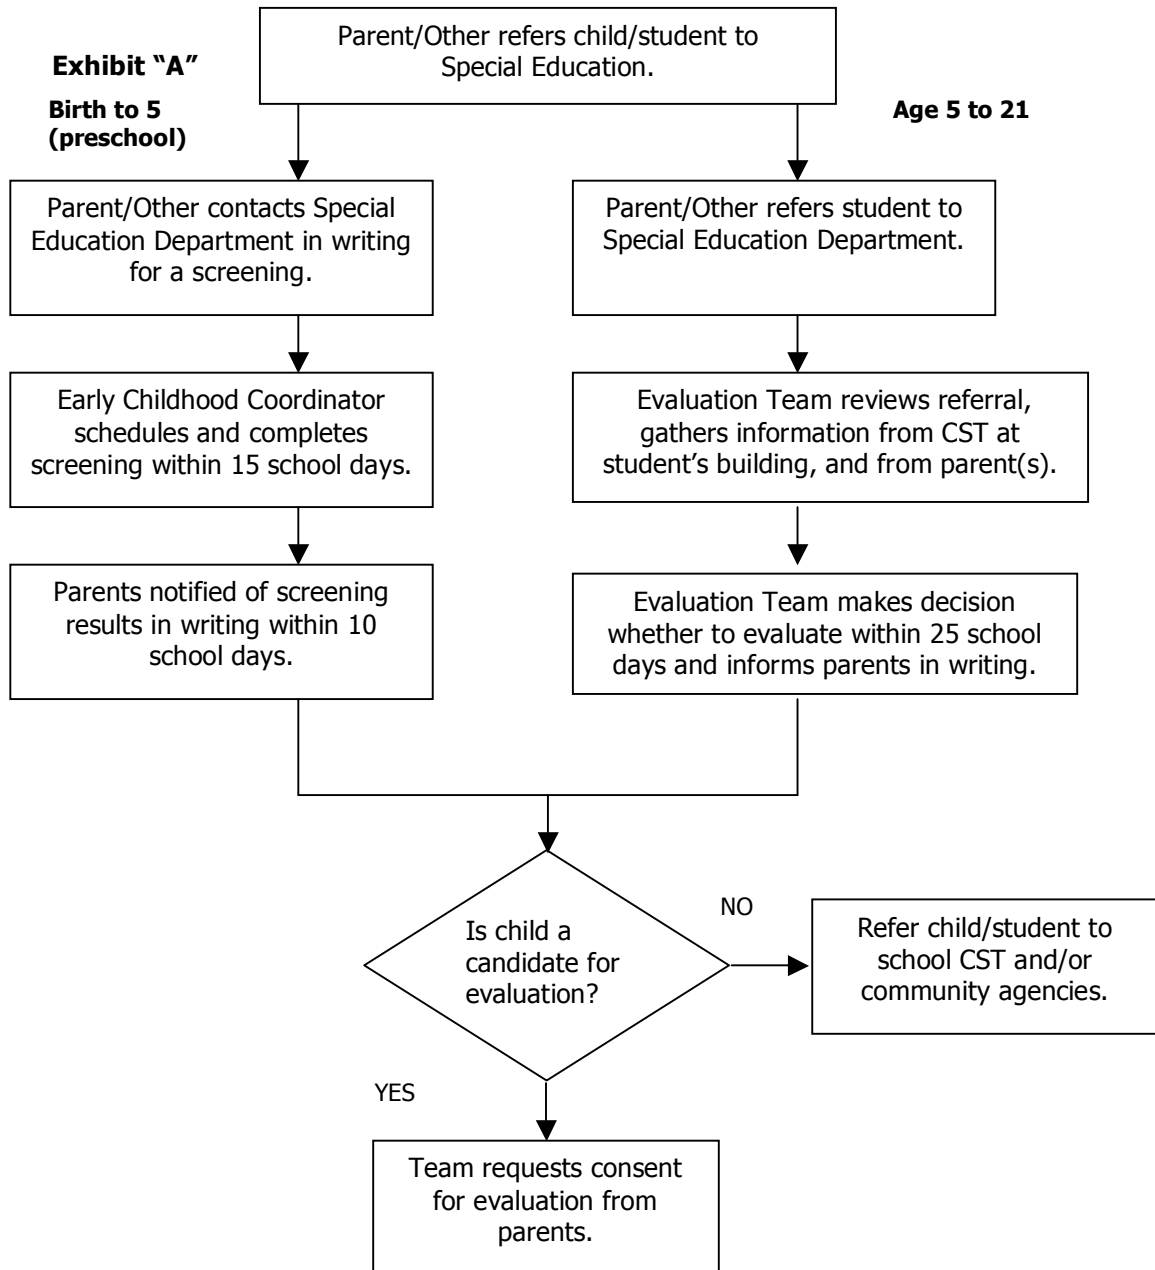 Parent/Other refers child/student to
Special Education.
Exhibit “A”
Birth to 5
(preschool)
Age 5 to 21
Parent/Other contacts Special
Education Department in writing
for a screening.
Parent/Other refers student to
Special Education Department.
Early Childhood Coordinator
schedules and completes
screening within 15 school days.
Evaluation Team reviews referral,
gathers information from CST at
student’s building, and from parent(s).
Parents notified of screening
results in writing within 10
school days.
Evaluation Team makes decision
whether to evaluate within 25 school
days and informs parents in writing.
Is child a
candidate for
evaluation?
NO
Refer child/student to
school CST and/or
community agencies.
YES
Team requests consent
for evaluation from
parents.